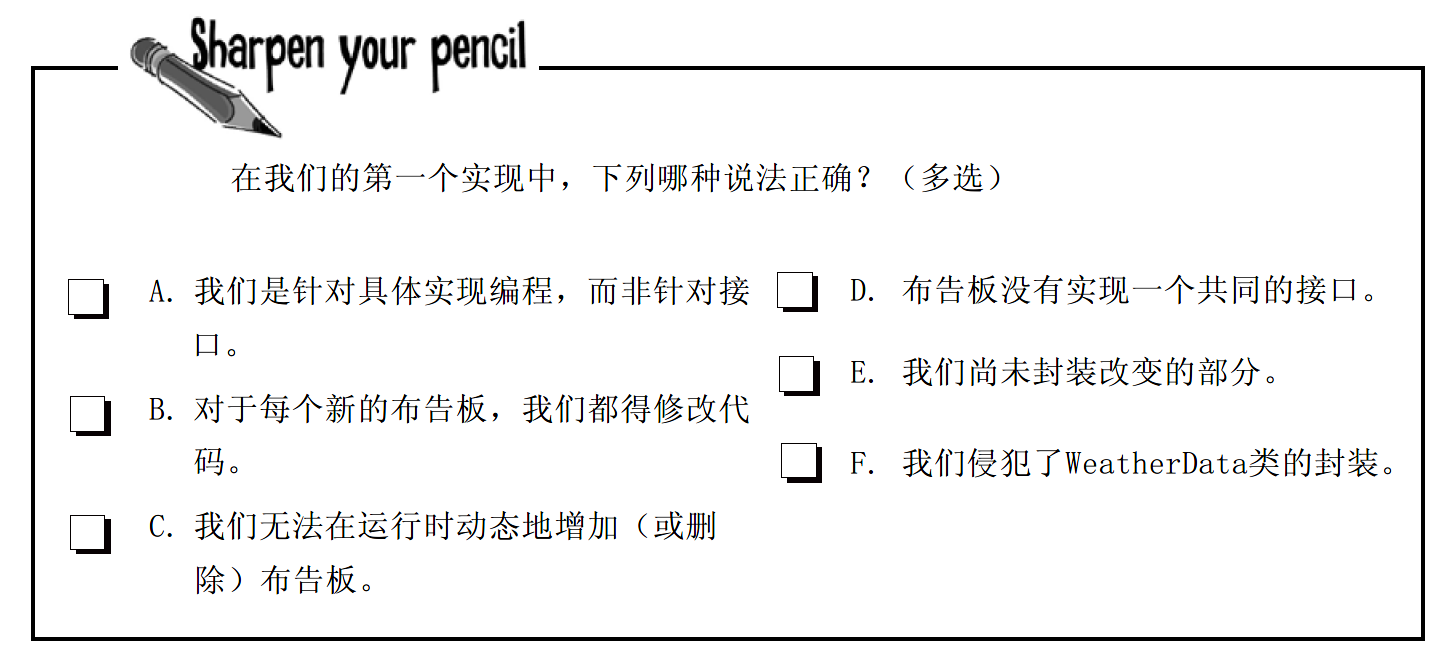 Sharpen your pencil
在我们的第一个实现中，下列哪种说法正确？（多选）
A. 我们是针对具体实现编程，而非针对接
口。
B. 对于每个新的布告板，我们都得修改代
码。
C. 我们无法在运行时动态地增加（或删
除）布告板。
D. 布告板没有实现一个共同的接口。
E. 我们尚未封装改变的部分。
F. 我们侵犯了WeatherData类的封装。